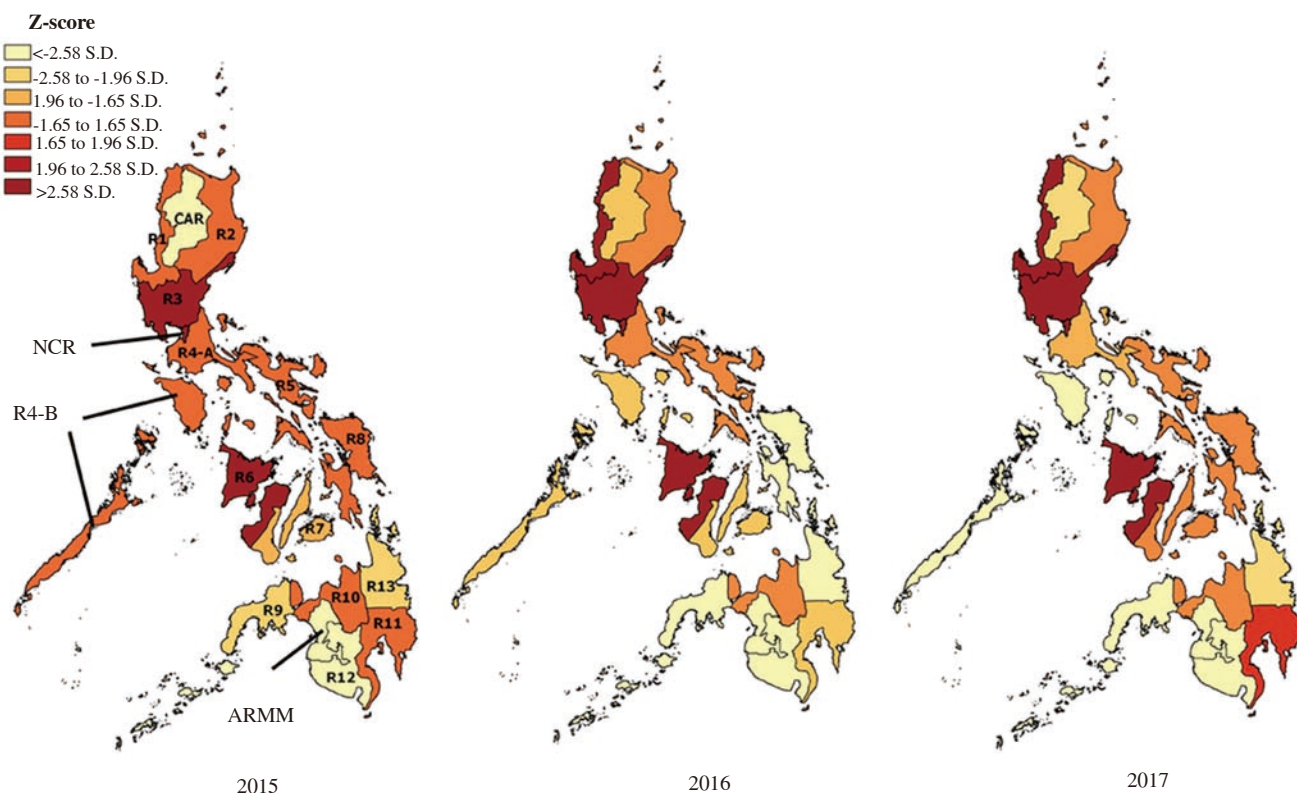 Z-score
<-2.58 S.D.
-2.58 to -1.96 S.D.
1.96 to -1.65 S.D.
-1.65 to 1.65 S.D.
1.65 to 1.96 S.D.
1.96 to 2.58 S.D.
>2.58 S.D.
CAR
R1
R2
R3
NCR
R4-A
R5
R4-B
R8
R6
R7
R13
R10
R9
R11
R12
ARMM
2015
2016
2017